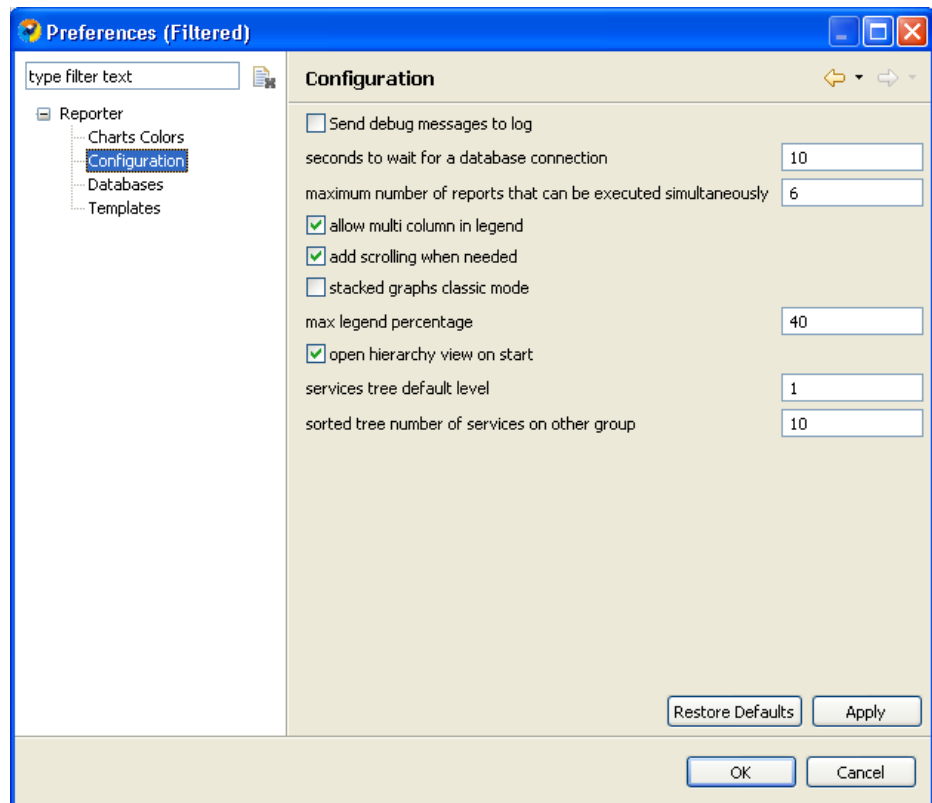 Preferences (Filtered)
type filter text
Reporter
Charts Colors
Configuration
Databases
Templates
Configuration
Send debug messages to log
seconds to wait for a database connection 10
maximum number of reports that can be executed simultaneously 6
allow multi column in legend
add scrolling when needed
stacked graphs classic mode
max legend percentage 40
open hierarchy view on start
services tree default level 1
sorted tree number of services on other group 10
Restore Defaults Apply
OK Cancel